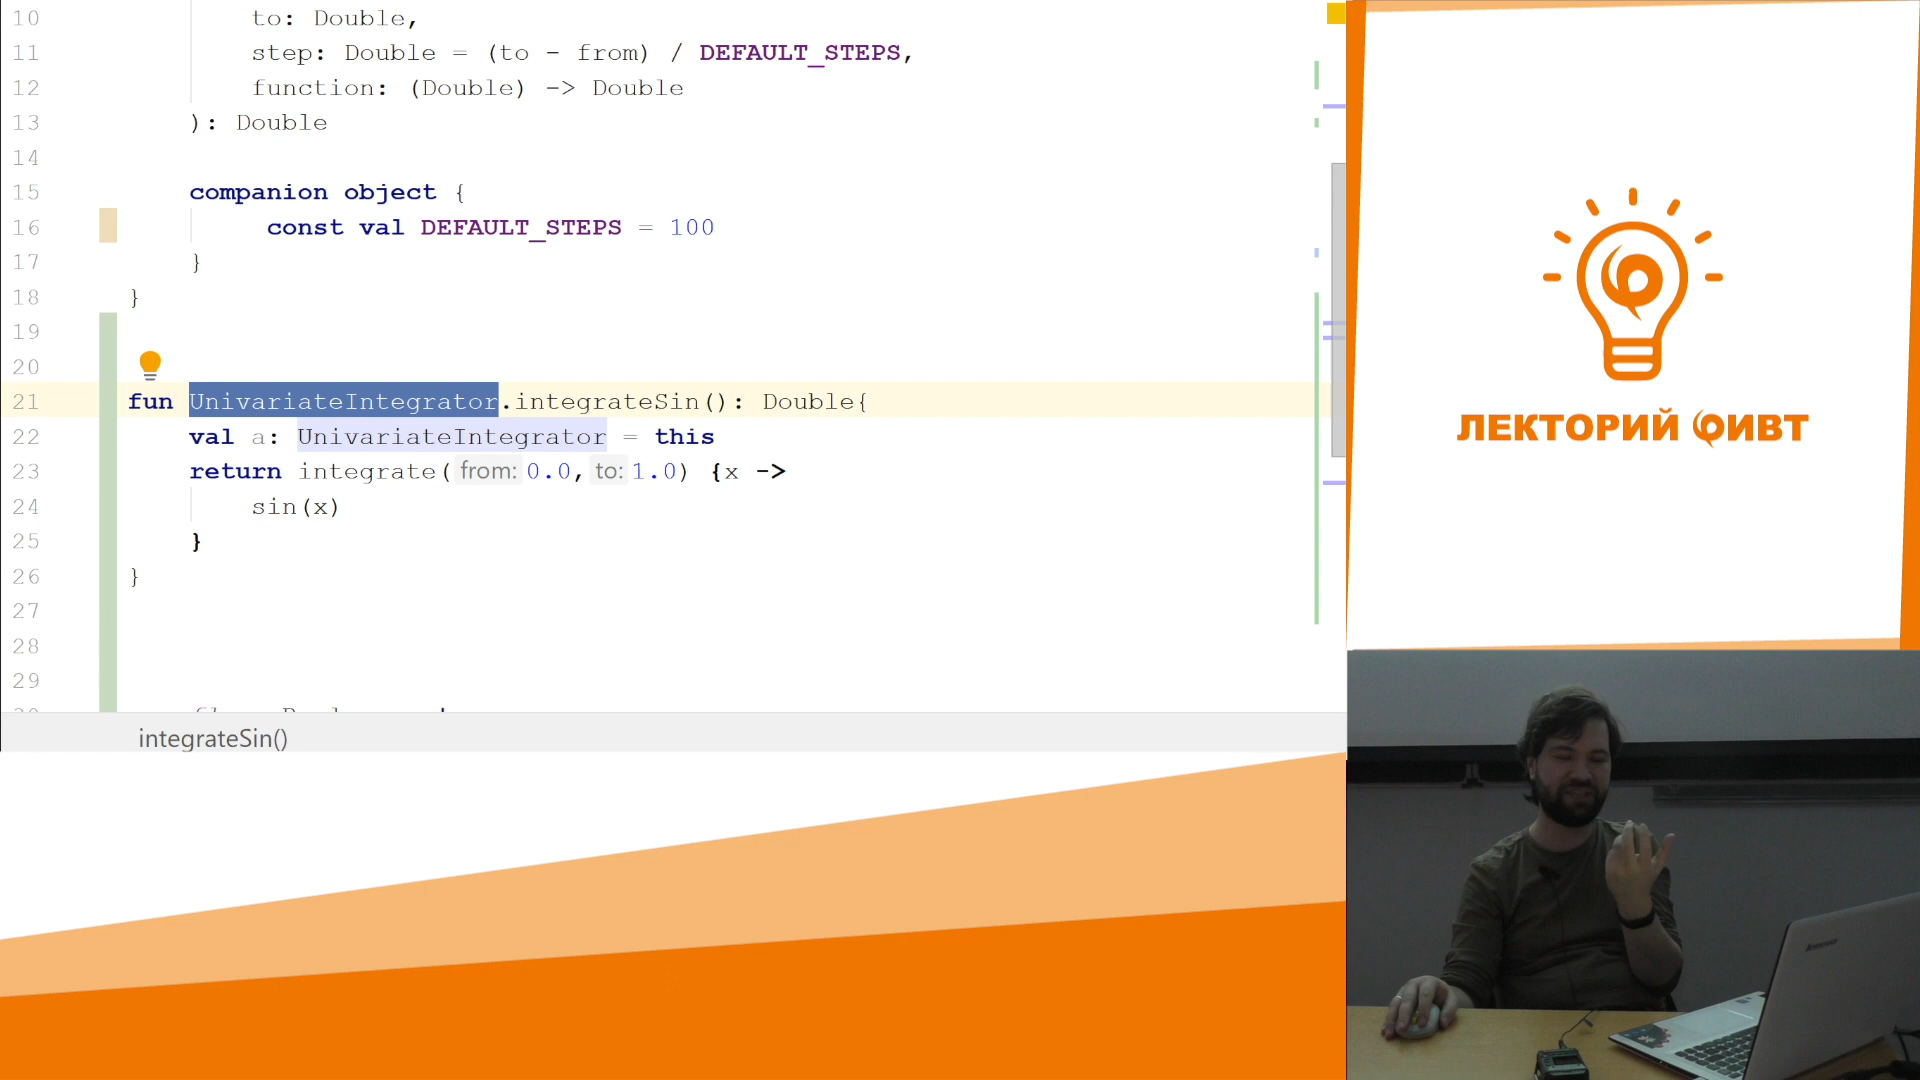 10 to: Double,
11 step: Double = (to - from) / DEFAULT_STEPS,
12 function: (Double) -> Double
13 ): Double
14
15 companion object {
16 const val DEFAULT_STEPS = 100
17 }
18 }
19
20
21 fun UnivariateIntegrator.integrateSin(): Double{
22 val a: UnivariateIntegrator = this
23 return integrate( from: 0.0, to: 1.0) {x ->
24 sin(x)
25 }
26 }
27
28
29
integrateSin()
ЛЕКТОРИЙ ФИВТ
lenovo